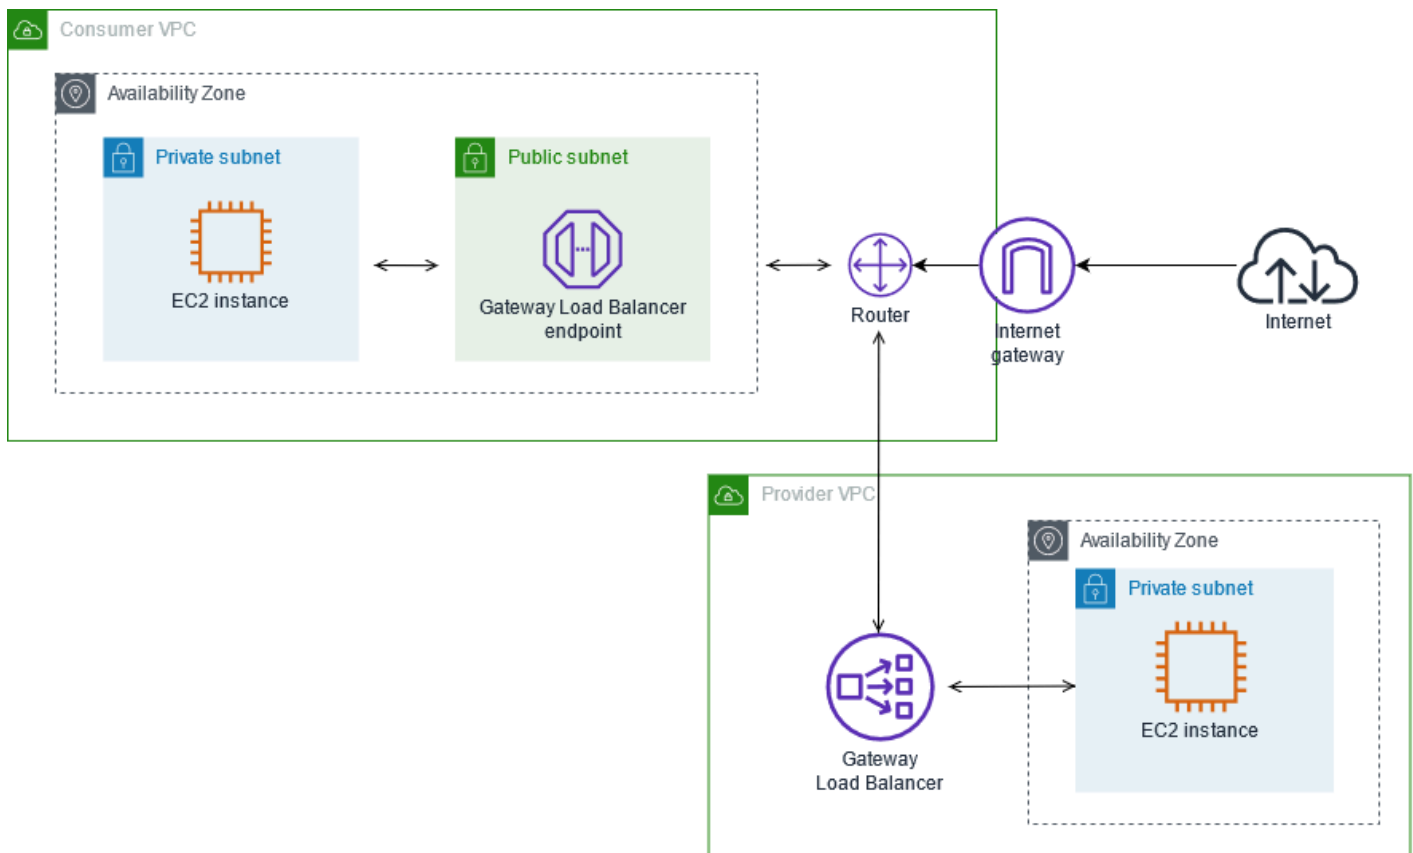 Consumer VPC
Availability Zone
Private subnet
Public subnet
EC2 instance
Gateway Load Balancer
endpoint
Router
Internet
gateway
Internet
Provider VPC
Availability Zone
Private subnet
EC2 instance
Gateway
Load Balancer